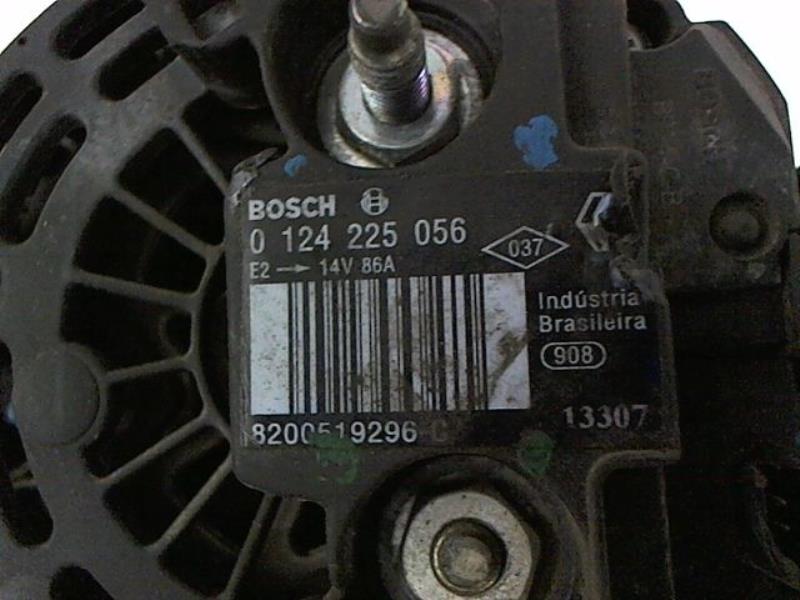 BOSCH
0 124 225 056
037
E2 → 14V 86A
Indústria
Brasileira
908
13307
8200519296